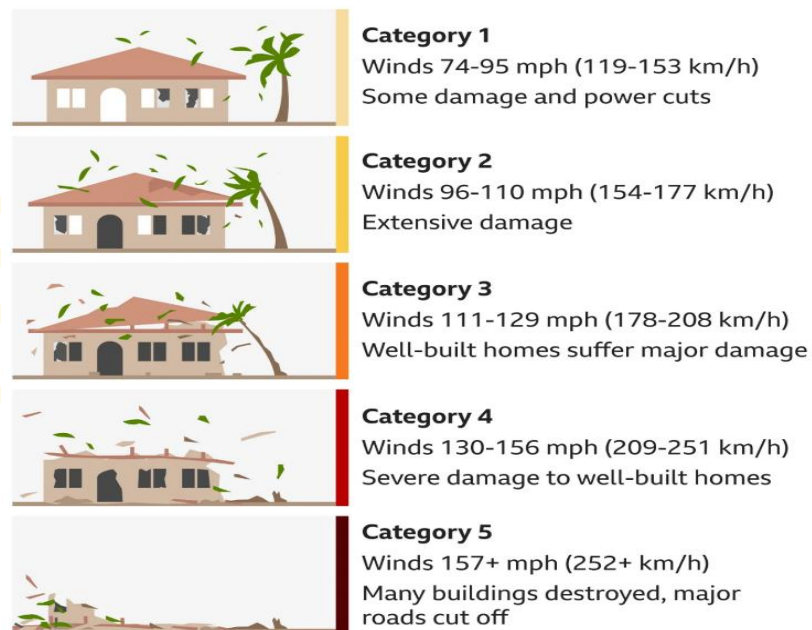 Category 1
Winds 74-95 mph (119-153 km/h)
Some damage and power cuts
Category 2
Winds 96-110 mph (154-177 km/h)
Extensive damage
Category 3
Winds 111-129 mph (178-208 km/h)
Well-built homes suffer major damage
Category 4
Winds 130-156 mph (209-251 km/h)
Severe damage to well-built homes
Category 5
Winds 157+ mph (252+ km/h)
Many buildings destroyed, major
roads cut off